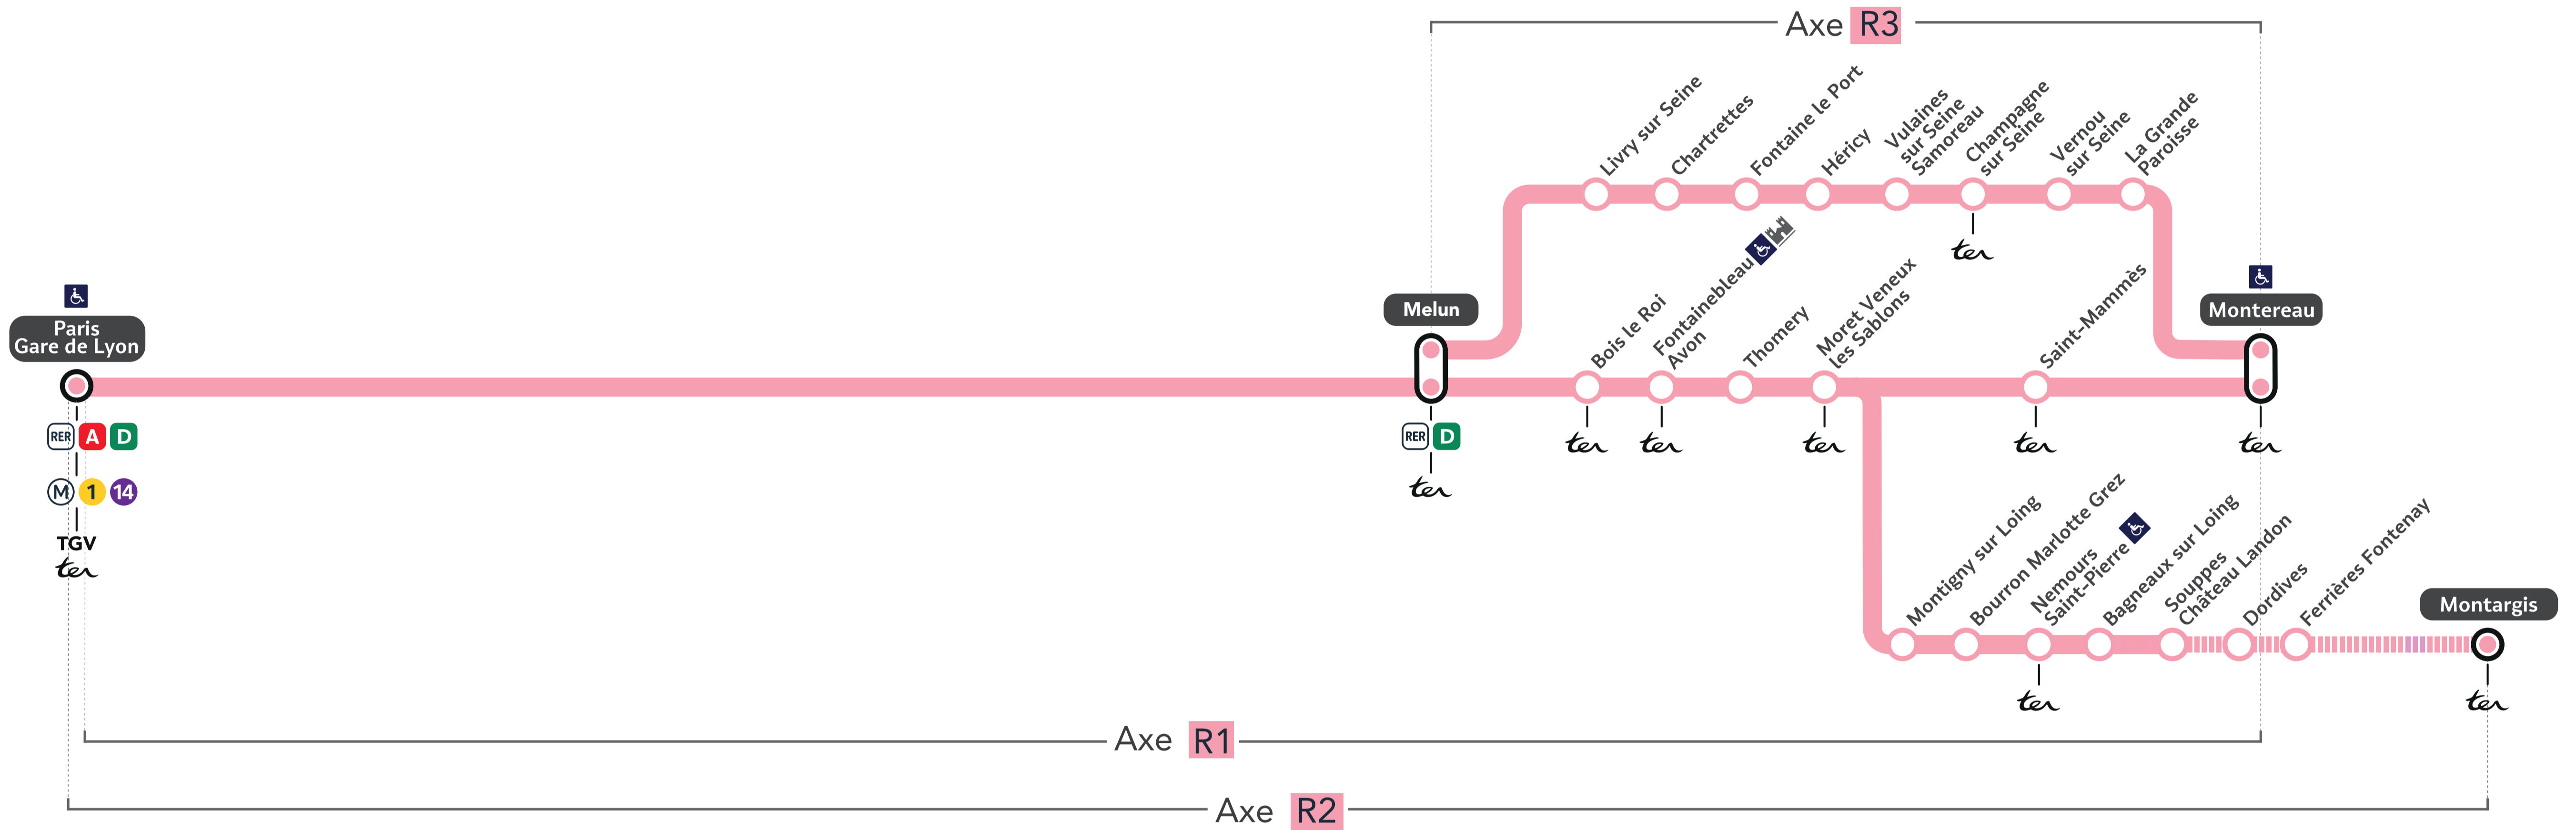 Axe R3
Livry sur Seine
Chartrettes
Fontaine le Port
Héricy
Vulaines
sur Seine
Samoreau
Champagne
sur Seine
Vernou
sur Seine
La Grande
Paroisse
ter
Paris
Gare de Lyon
RER A D
M 1 14
TGV
ter
Melun
RER D
ter
Bois le Roi
ter
Fontainebleau
Avon
ter
Thomery
Moret Veneux
les Sablons
ter
Saint-Mammès
ter
Montereau
ter
Montigny sur Loing
Bourron Marlotte Grez
Nemours
Saint-Pierre
ter
Bagneaux sur Loing
Souppes
Château Landon
Dordives
Ferrières Fontenay
Montargis
ter
Axe R1
Axe R2